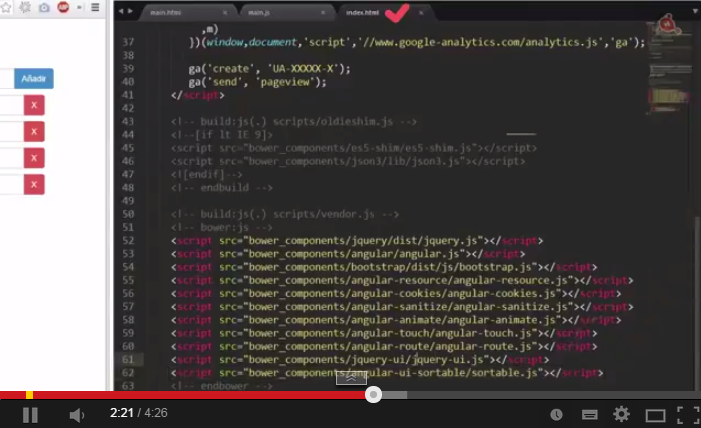 main.html × main.js × index.html ×
,m)
37 })(window,document,'script','//www.google-analytics.com/analytics.js','ga');
38
39 ga('create', 'UA-XXXXX-X');
40 ga('send', 'pageview');
41 </script>
42
43 <!-- build:js(.) scripts/oldieshim.js -->
44 <!--[if lt IE 9]>
45 <script src="bower_components/es5-shim/es5-shim.js"></script>
46 <script src="bower_components/json3/lib/json3.js"></script>
47 <![endif]-->
48 <!-- endbuild -->
49
50 <!-- build:js(.) scripts/vendor.js -->
51 <!-- bower:js -->
52 <script src="bower_components/jquery/dist/jquery.js"></script>
53 <script src="bower_components/angular/angular.js"></script>
54 <script src="bower_components/bootstrap/dist/js/bootstrap.js"></script>
55 <script src="bower_components/angular-resource/angular-resource.js"></script>
56 <script src="bower_components/angular-cookies/angular-cookies.js"></script>
57 <script src="bower_components/angular-sanitize/angular-sanitize.js"></script>
58 <script src="bower_components/angular-animate/angular-animate.js"></script>
59 <script src="bower_components/angular-touch/angular-touch.js"></script>
60 <script src="bower_components/angular-route/angular-route.js"></script>
61 <script src="bower_components/jquery-ui/jquery-ui.js"></script>
62 <script src="bower_components/angular-ui-sortable/sortable.js"></script>
63 <!-- endbower -->
Añadir
X
X
X
X
2:21 / 4:26